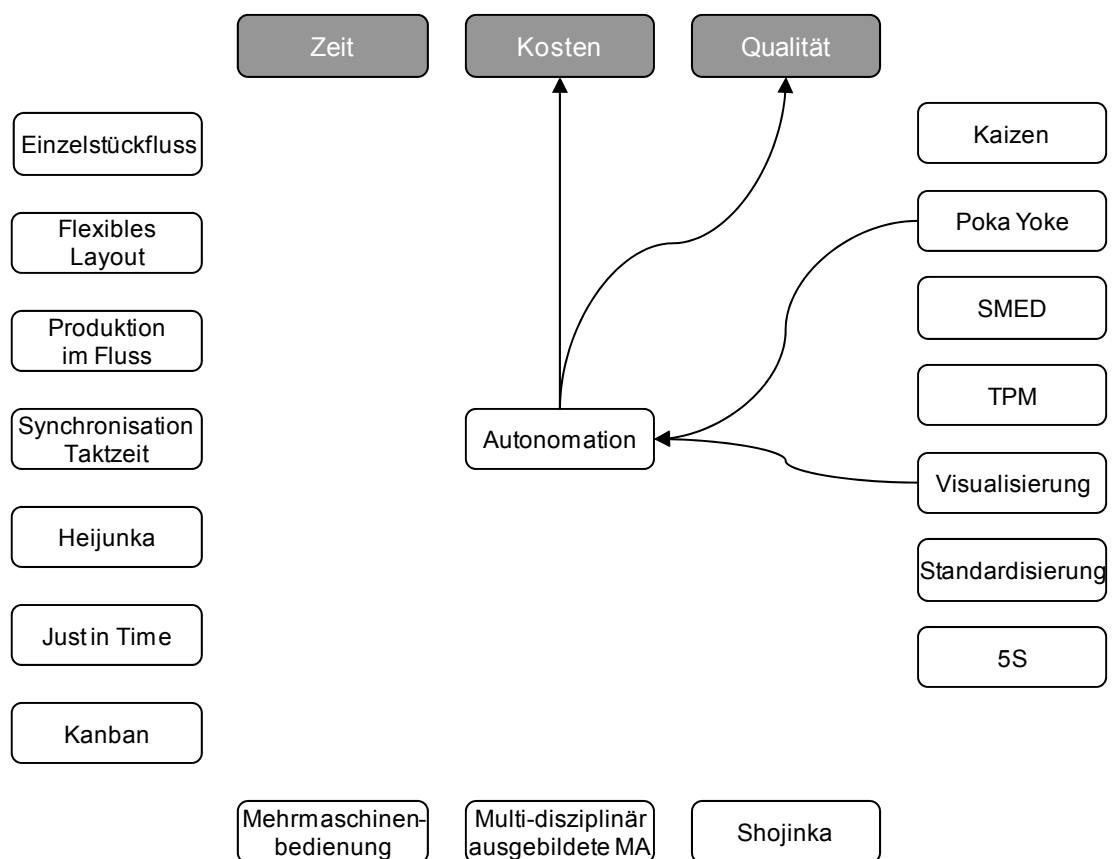 Zeit
Kosten
Qualität
Einzelstückfluss
Flexibles
Layout
Produktion
im Fluss
Synchronisation
Taktzeit
Heijunka
Just in Time
Kanban
Autonomation
Kaizen
Poka Yoke
SMED
TPM
Visualisierung
Standardisierung
5S
Mehrmaschinen-
bedienung
Multi-disziplinär
ausgebildete MA
Shojinka